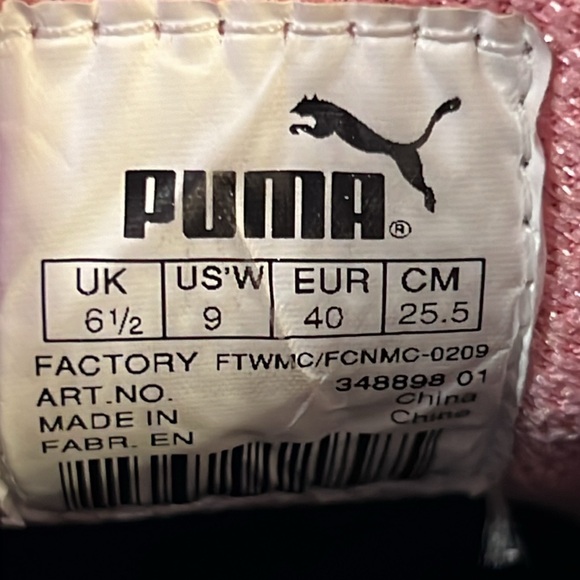 PUMA®
UK US'W EUR CM
6½ 9 40 25.5
FACTORY FTWMC/FCNMC-0209
ART.NO. 348898 01
MADE IN China
FABR. EN Chine